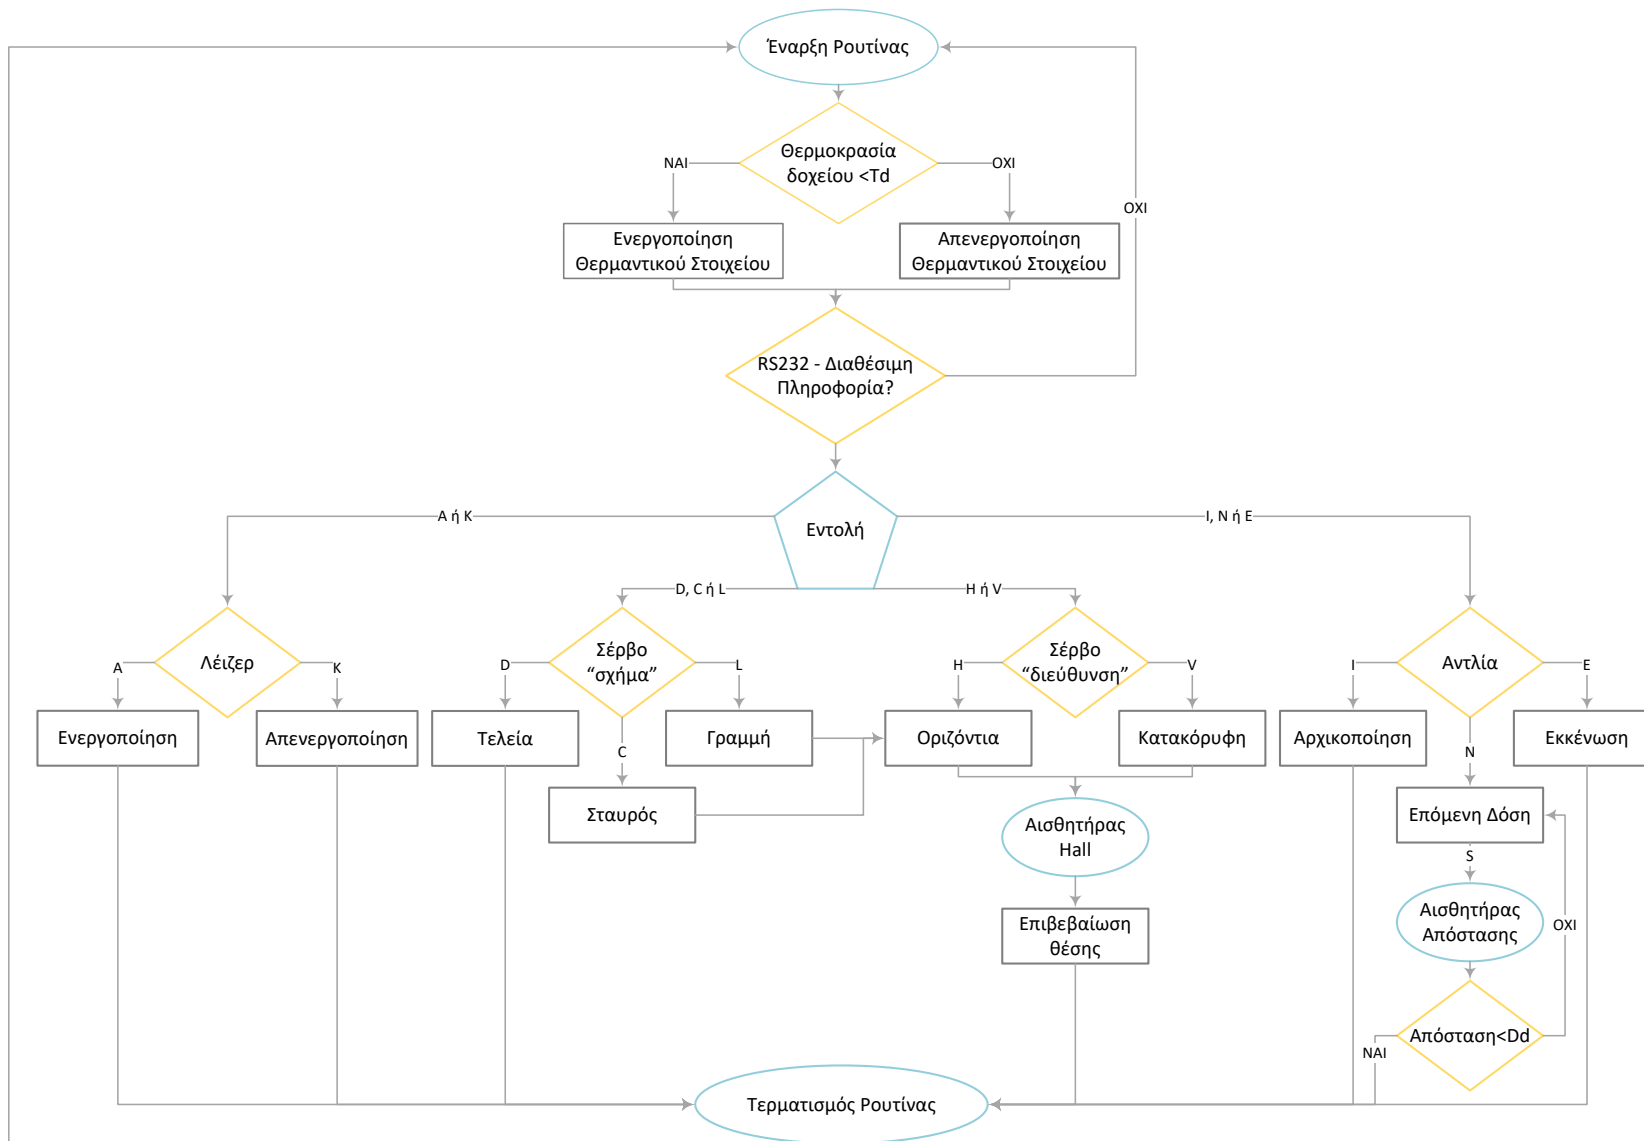 Έναρξη Ρουτίνας
Θερμοκρασία
δοχείου <Td
ΝΑΙ
ΟΧΙ
ΟΧΙ
Ενεργοποίηση
Θερμαντικού Στοιχείου
Απενεργοποίηση
Θερμαντικού Στοιχείου
RS232 - Διαθέσιμη
Πληροφορία?
Εντολή
A ή K
I, N ή E
D, C ή L
H ή V
Λέιζερ
A
K
Σέρβο
“σχήμα”
D
L
C
Σέρβο
“διεύθυνση”
H
V
Αντλία
I
E
N
Ενεργοποίηση
Απενεργοποίηση
Τελεία
Γραμμή
Οριζόντια
Κατακόρυφη
Αρχικοποίηση
Εκκένωση
Σταυρός
Επόμενη Δόση
Αισθητήρας
Hall
S
Επιβεβαίωση
θέσης
Αισθητήρας
Απόστασης
ΟΧΙ
Απόσταση<Dd
ΝΑΙ
Τερματισμός Ρουτίνας